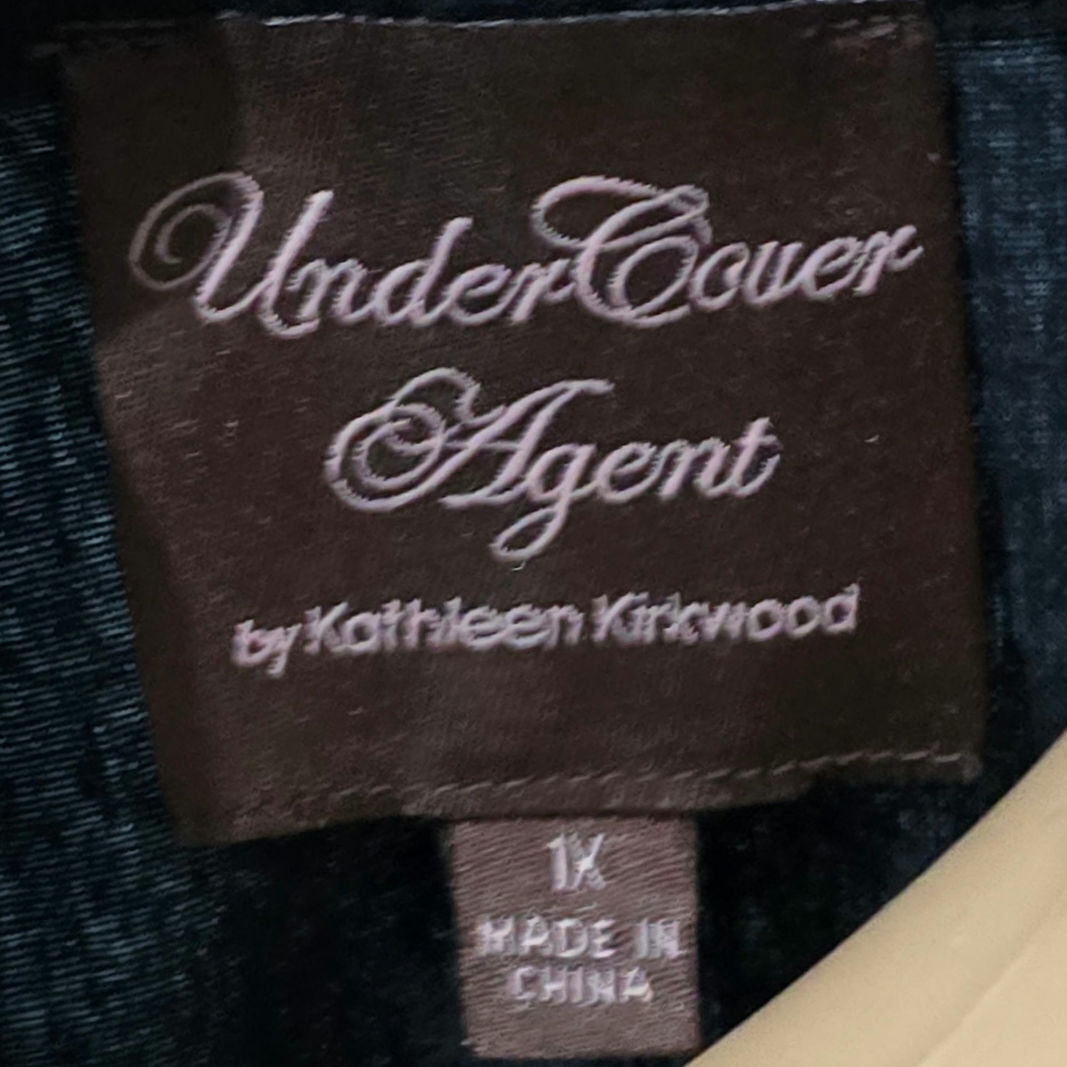 UnderCover
Agent
by Kathleen Kirkwood
1X
MADE IN
CHINA